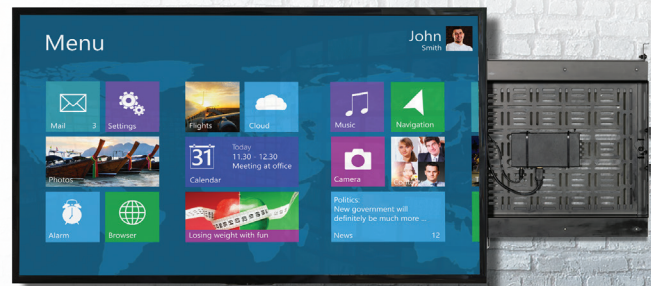 Menu
John
Smith
Mail 3
Settings
Flights
Cloud
Music
Navigation
Photos
31
Calendar
Today
11.30 - 12.30
Meeting at office
Camera
Alarm
Browser
Losing weight with fun
Politics:
New government will
definitely be much more ...
News 12